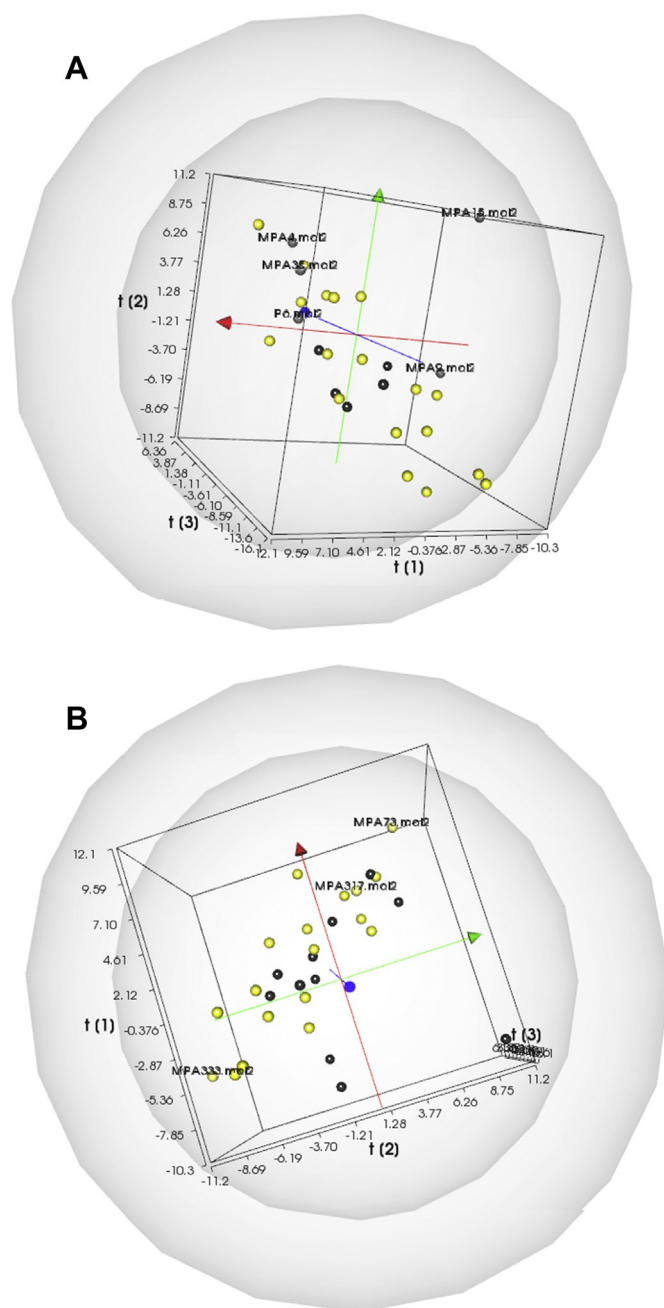 A
11.2
8.75
MPA18.mol2
6.26
MPA4.mol2
3.77
MPA35.mol2
1.28
t (2)
P6.mol2
-1.21
-3.70
MPA9.mol2
-6.19
-8.69
-11.2
6.36
3.87
1.38
-1.11
-3.61
-6.10
t (3)
-8.59
-11.1
-13.6
-16.1
12.1 9.59 7.10 4.61 2.12 -0.376 -2.87 -5.36 -7.85 -10.3
t (1)
B
MPA73.mol2
12.1
9.59
MPA317.mol2
7.10
4.61
2.12
t (1)
-0.376
t (3)
-2.87
MPA333.mol2
-5.36
-7.85
-10.3
-11.2 -8.69 -6.19 -3.70 -1.21 1.28 3.77 6.26 8.75 11.2
t (2)